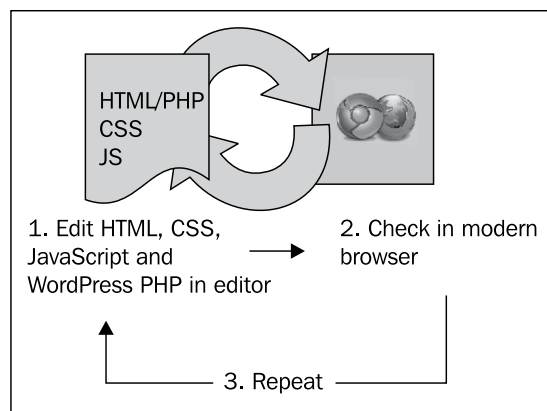 HTML/PHP
CSS
JS
1. Edit HTML, CSS,
JavaScript and
WordPress PHP in editor
2. Check in modern
browser
3. Repeat